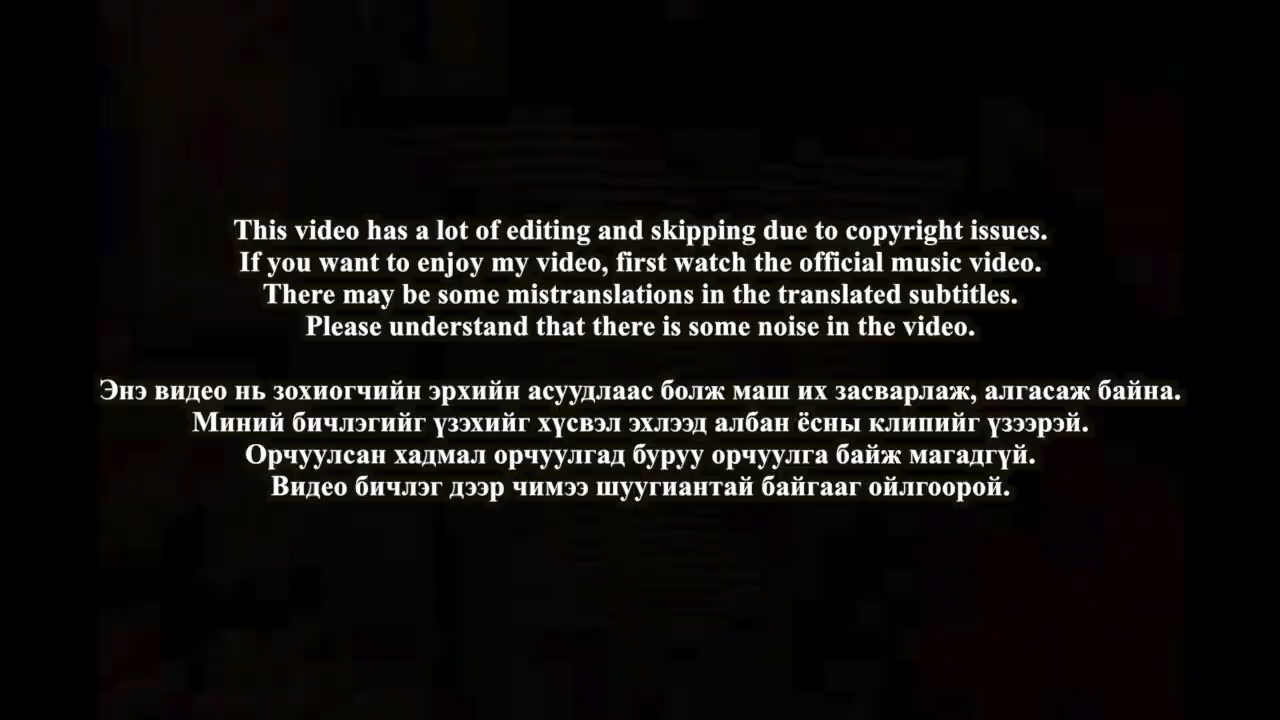 This video has a lot of editing and skipping due to copyright issues.
If you want to enjoy my video, first watch the official music video.
There may be some mistranslations in the translated subtitles.
Please understand that there is some noise in the video.
Энэ видео нь зохиогчийн эрхийн асуудлаас болж маш их засварлаж, алгасаж байна.
Миний бичлэгийг үзэхийг хүсвэл эхлээд албан ёсны клипийг үзээрэй.
Орчуулсан хадмал орчуулгад буруу орчуулга байж магадгүй.
Видео бичлэг дээр чимээ шуугиантай байгааг ойлгоорой.